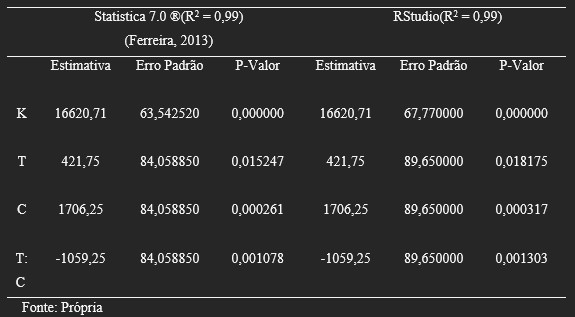 Statistica 7.0 ®(R² = 0,99) RStudio(R² = 0,99)
(Ferreira, 2013)
Estimativa Erro Padrão P-Valor Estimativa Erro Padrão P-Valor
K 16620,71 63,542520 0,000000 16620,71 67,770000 0,000000
T 421,75 84,058850 0,015247 421,75 89,650000 0,018175
C 1706,25 84,058850 0,000261 1706,25 89,650000 0,000317
T: -1059,25 84,058850 0,001078 -1059,25 89,650000 0,001303
C
Fonte: Própria